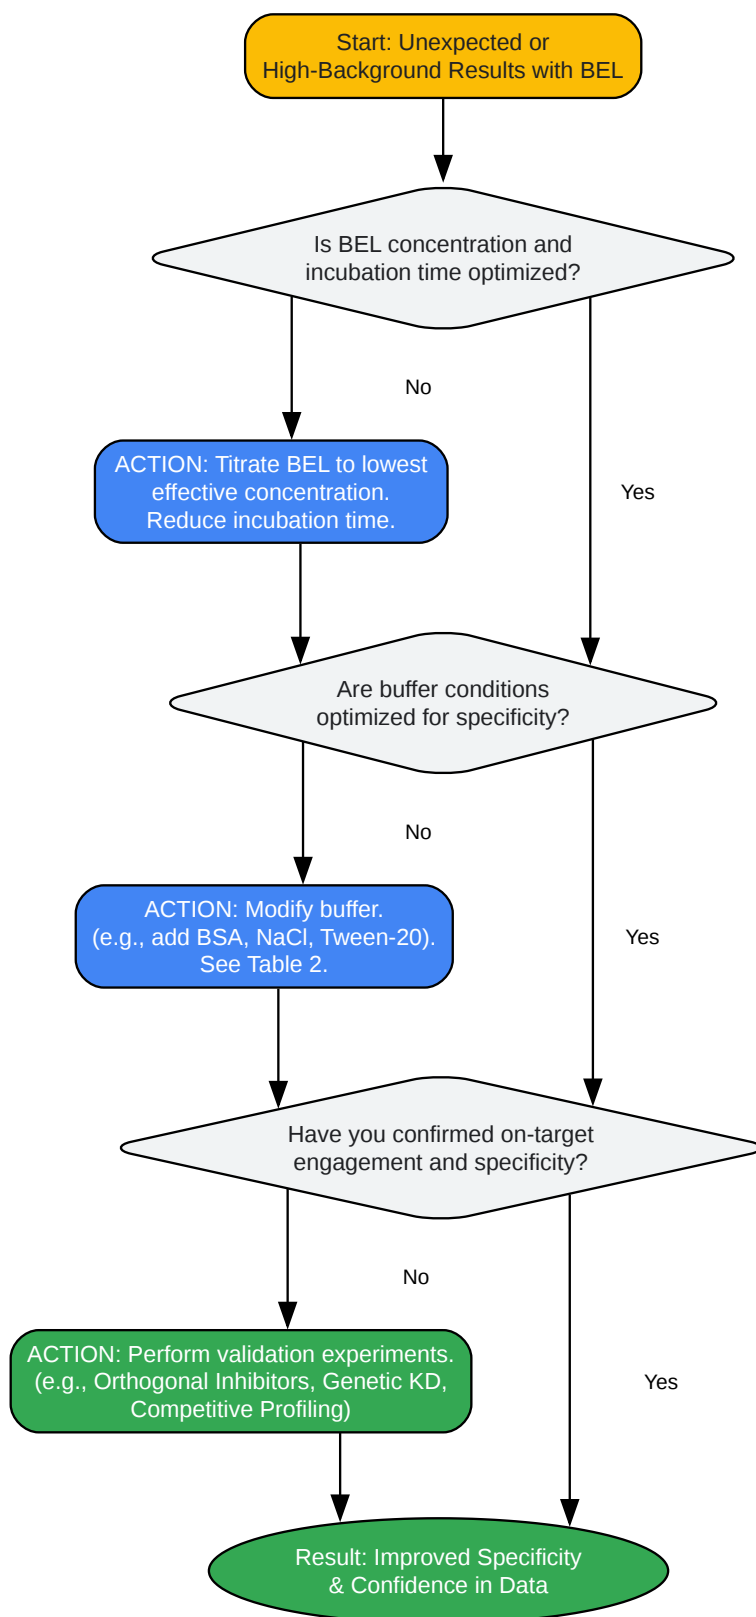 Start: Unexpected or
High-Background Results with BEL
Is BEL concentration and
incubation time optimized?
No
ACTION: Titrate BEL to lowest
effective concentration.
Reduce incubation time.
Yes
Are buffer conditions
optimized for specificity?
No
ACTION: Modify buffer.
(e.g., add BSA, NaCl, Tween-20).
See Table 2.
Yes
Have you confirmed on-target
engagement and specificity?
No
ACTION: Perform validation experiments.
(e.g., Orthogonal Inhibitors, Genetic KD,
Competitive Profiling)
Yes
Result: Improved Specificity
& Confidence in Data